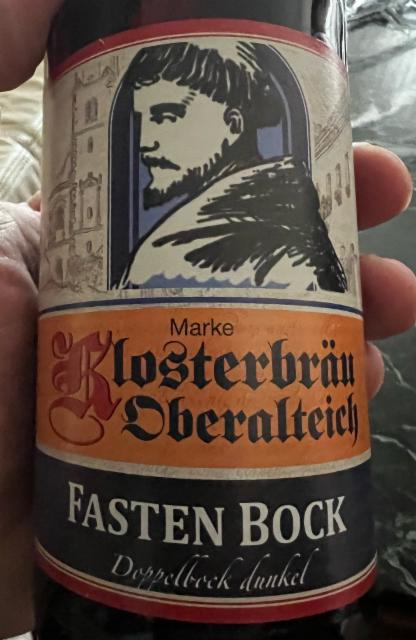 Marke
Klosterbräu
Oberalteich
FASTEN BOCK
Doppelbock dunkel